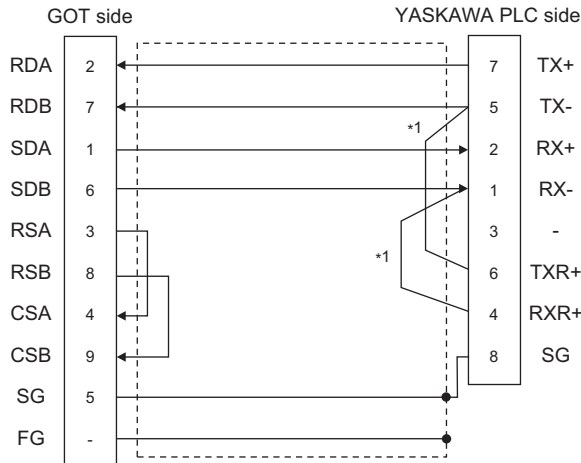 GOT side YASKAWA PLC side
RDA 2 7 TX+
RDB 7 5 TX-
*1
SDA 1 2 RX+
SDB 6 1 RX-
RSA 3 3 -
*1
RSB 8 6 TXR+
CSA 4 4 RXR+
CSB 9 8 SG
SG 5
FG -